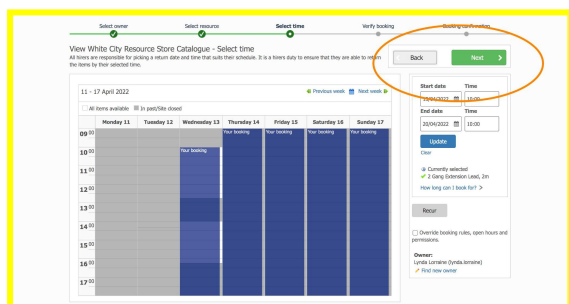 Select owner Select resource Select time Verify booking Booking confirmation
View White City Resource Store Catalogue - Select time
All hirers are responsible for picking a return date and time that suits their schedule. It is a hirers duty to ensure that they are able to return
the items by their selected time.
Back Next
11 - 17 April 2022 Previous week Next week
All items available In past/Site closed
Monday 11 Tuesday 12 Wednesday 13 Thursday 14 Friday 15 Saturday 16 Sunday 17
09 00 Your booking Your booking Your booking Your booking
10 00 Your booking
11 00
12 00
13 00
14 00
15 00
16 00
17 00
Start date Time
13/04/2022 10:00
End date Time
20/04/2022 10:00
Update
Clear
Currently selected
2 Gang Extension Lead, 2m
How long can I book for?
Recur
Override booking rules, open hours and
permissions.
Owner:
Lynda Lorraine (lynda.lorraine)
Find new owner